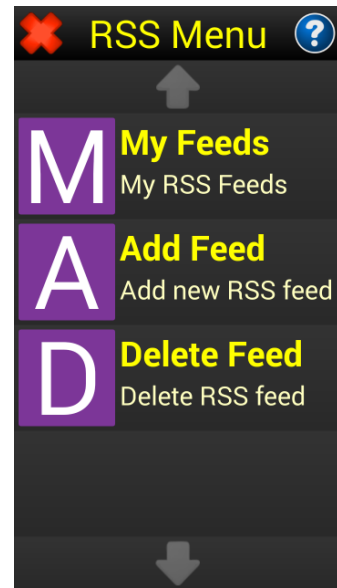 RSS Menu ?
M My Feeds
My RSS Feeds
A Add Feed
Add new RSS feed
D Delete Feed
Delete RSS feed